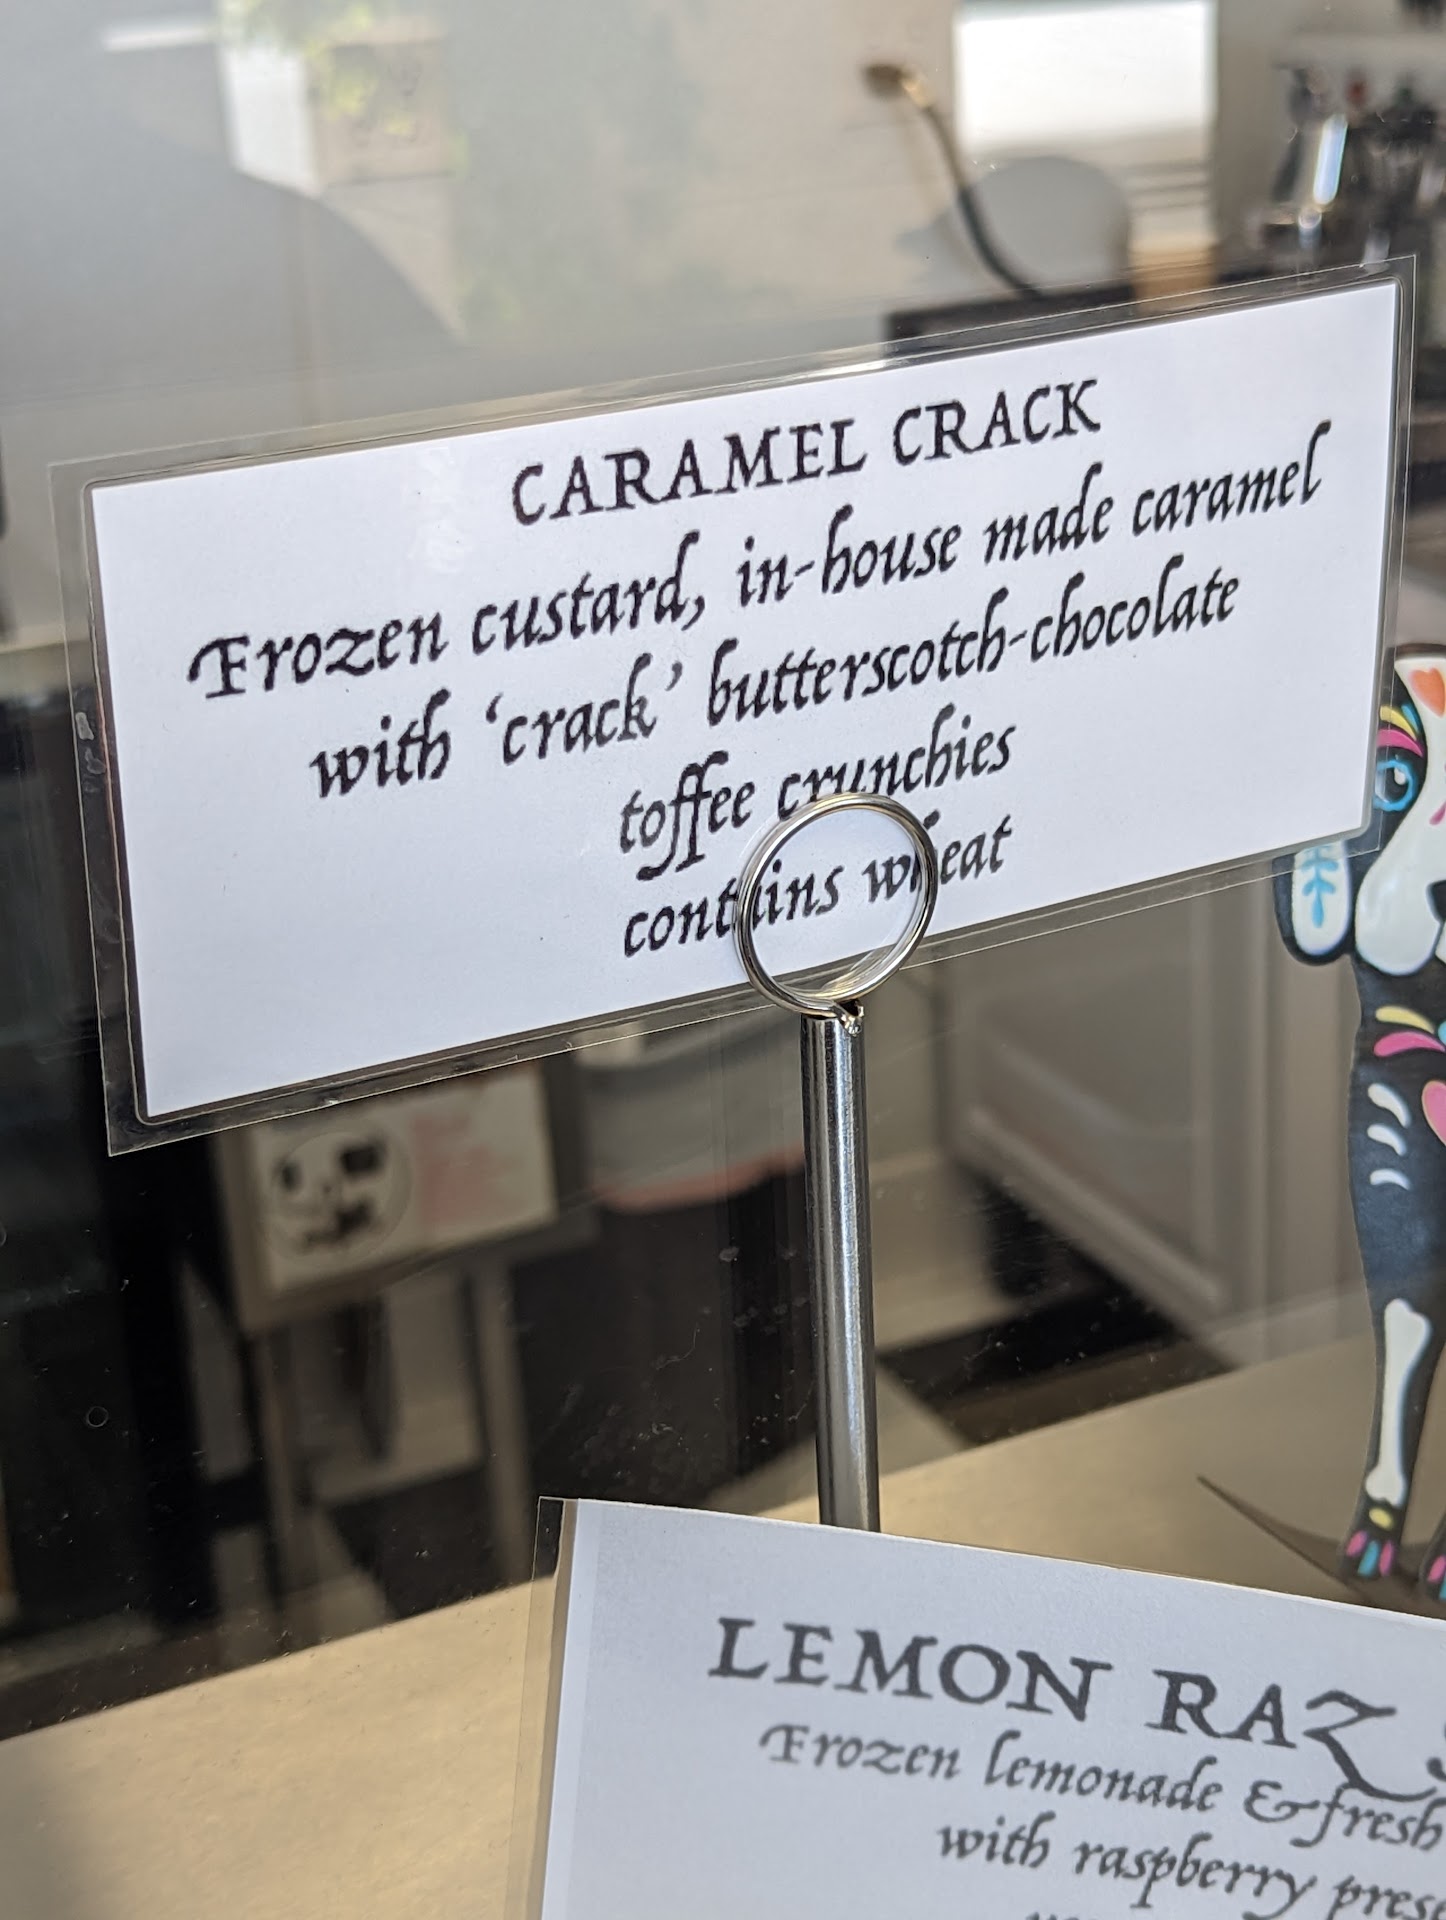 CARAMEL CRACK
Frozen custard, in-house made caramel
with ‘crack’ butterscotch-chocolate
toffee crunchies
contains wheat
LEMON RAZ
Frozen lemonade & fresh
with raspberry